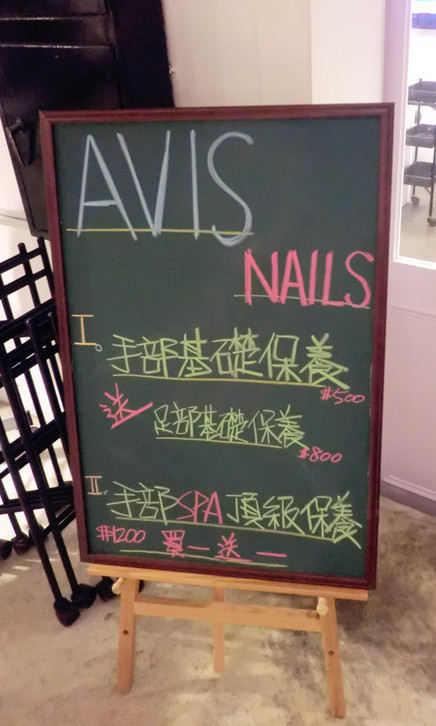 AVIS
NAILS
I。手部基礎保養
$500
送 足部基礎保養
$800
II.手部SPA頂級保養
$1200 買一送一